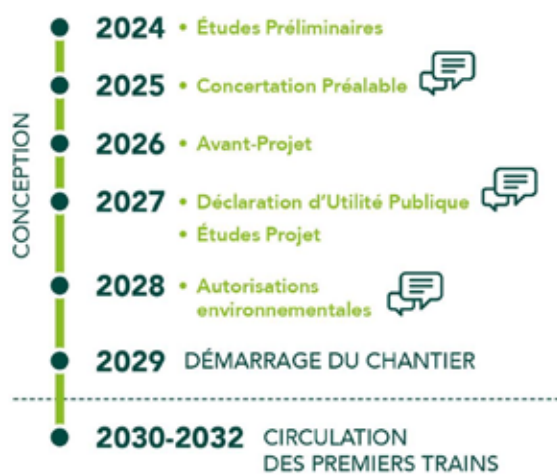 CONCEPTION
2024 • Études Préliminaires
2025 • Concertation Préalable
2026 • Avant-Projet
2027 • Déclaration d'Utilité Publique
• Études Projet
2028 • Autorisations
environnementales
2029 DÉMARRAGE DU CHANTIER
2030-2032 CIRCULATION
DES PREMIERS TRAINS